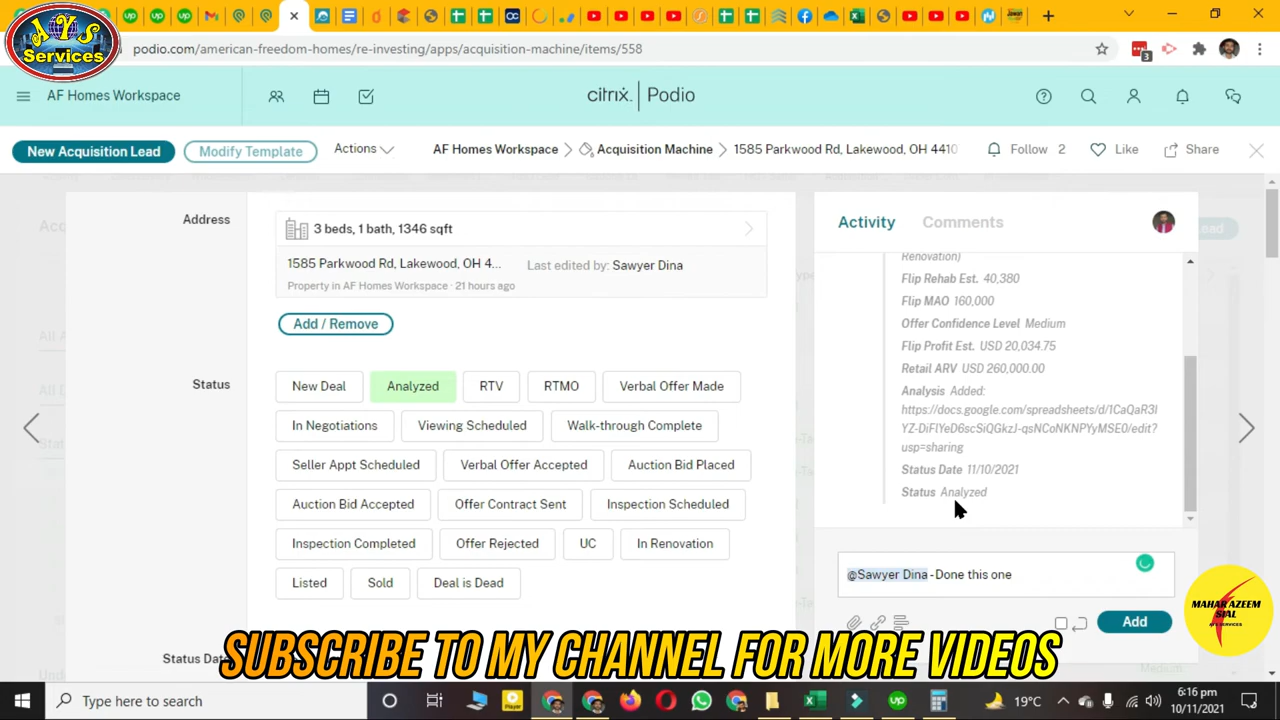 AYS
Services
podio.com/american-freedom-homes/re-investing/apps/acquisition-machine/items/558
3
AF Homes Workspace
citrix | Podio
New Acquisition Lead
Modify Template
Actions
AF Homes Workspace
Acquisition Machine
1585 Parkwood Rd, Lakewood, OH 4410
Follow 2
Like
Share
Address
3 beds, 1 bath, 1346 sqft
1585 Parkwood Rd, Lakewood, OH 4...
Last edited by: Sawyer Dina
Property in AF Homes Workspace · 21 hours ago
Add / Remove
Status
New Deal
Analyzed
RTV
RTMO
Verbal Offer Made
In Negotiations
Viewing Scheduled
Walk-through Complete
Seller Appt Scheduled
Verbal Offer Accepted
Auction Bid Placed
Auction Bid Accepted
Offer Contract Sent
Inspection Scheduled
Inspection Completed
Offer Rejected
UC
In Renovation
Listed
Sold
Deal is Dead
Status Dat
Activity
Comments
Renovation)
Flip Rehab Est. 40,380
Flip MAO 160,000
Offer Confidence Level Medium
Flip Profit Est. USD 20,034.75
Retail ARV USD 260,000.00
Analysis Added:
https://docs.google.com/spreadsheets/d/1CaQaR3I
YZ-DiFIYeD6scSiQGkzJ-qsNCoNKNPYyMSE0/edit?
usp=sharing
Status Date 11/10/2021
Status Analyzed
@Sawyer Dina - Done this one
Add
MAHAR AZEEM
SIAL
AYS SERVICES
SUBSCRIBE TO MY CHANNEL FOR MORE VIDEOS
Medium
Type here to search
19°C
6:16 pm
10/11/2021